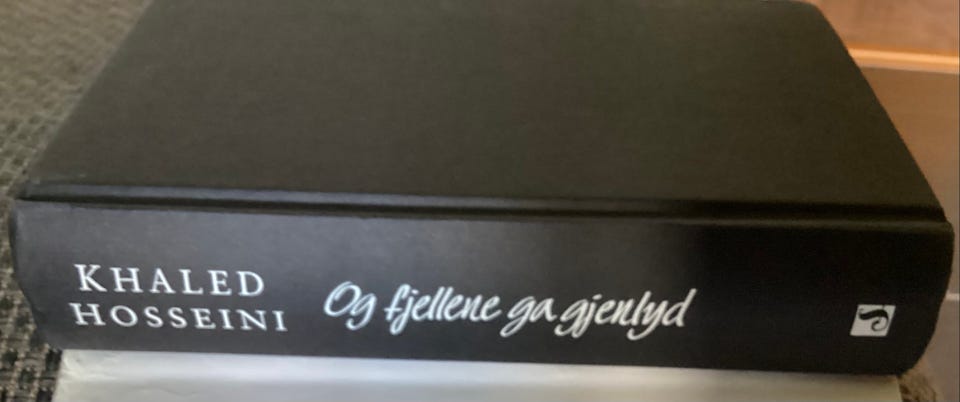 KHALED
HOSSEINI
Og fjellene ga gjenlyd